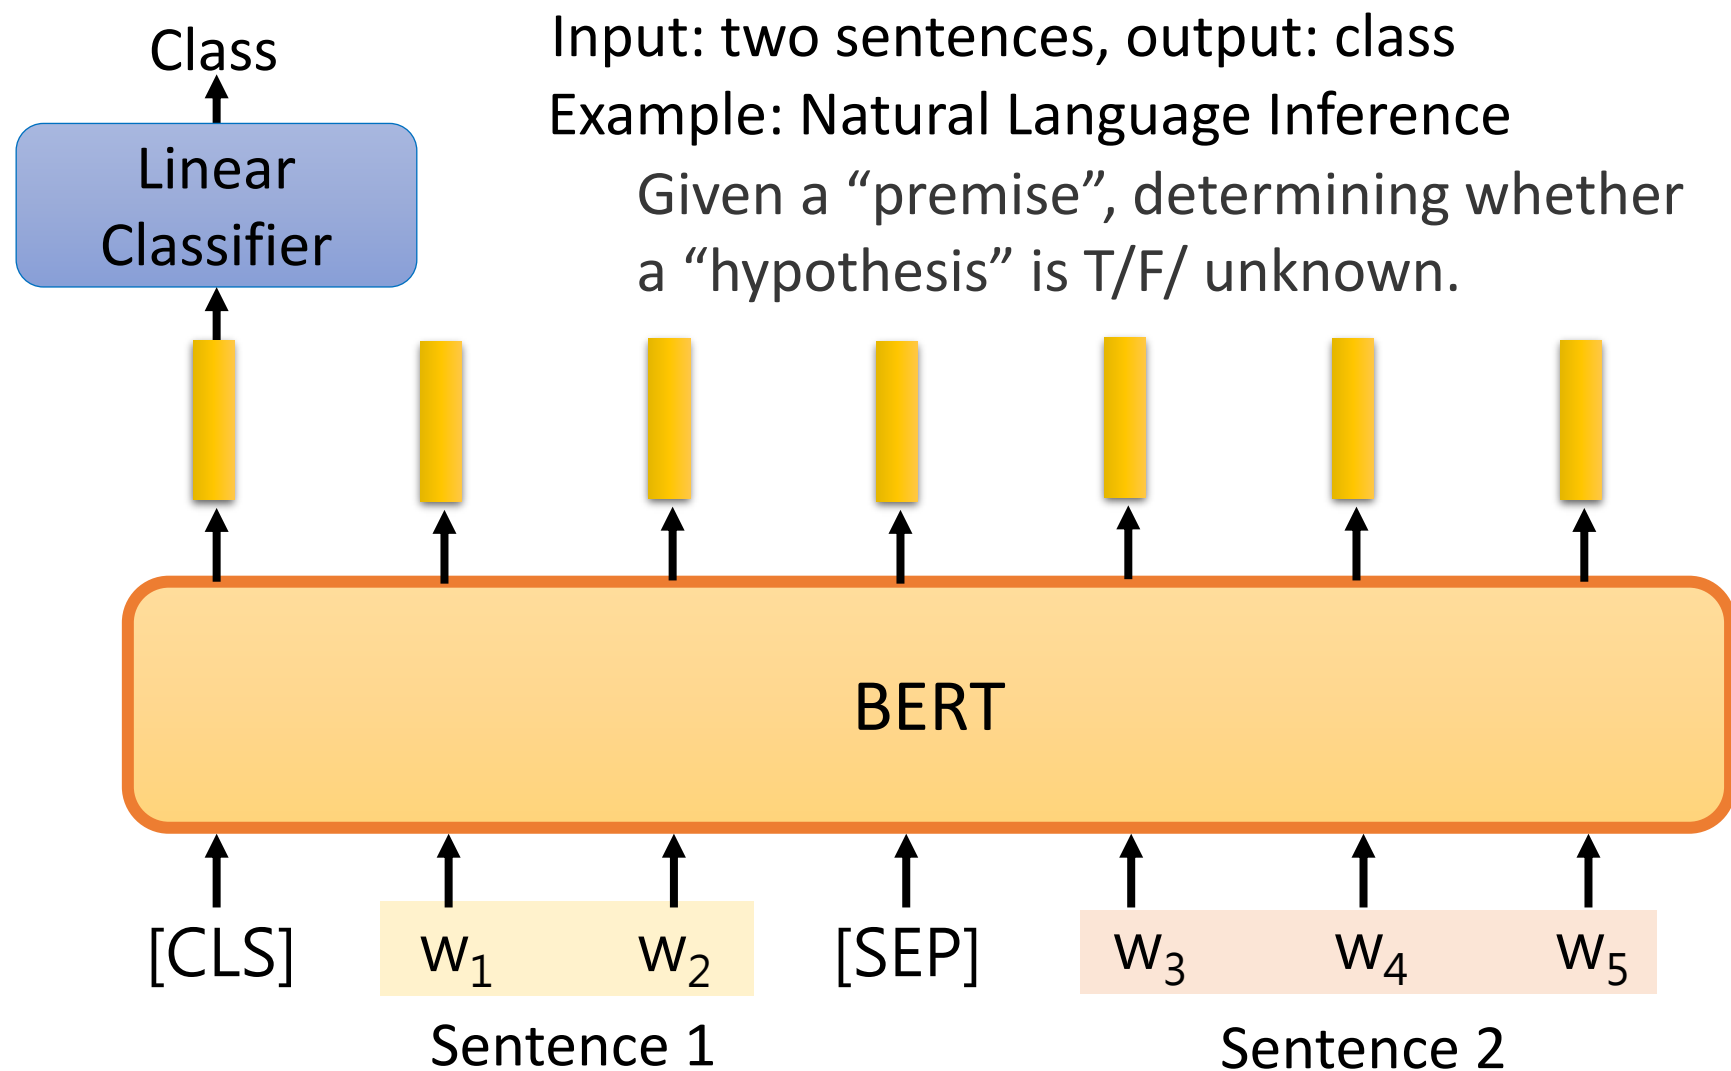 Class
Input: two sentences, output: class
Example: Natural Language Inference
Linear
Classifier
Given a “premise”, determining whether
a “hypothesis” is T/F/ unknown.
BERT
[CLS] w₁ w₂ [SEP] w₃ w₄ w₅
Sentence 1 Sentence 2